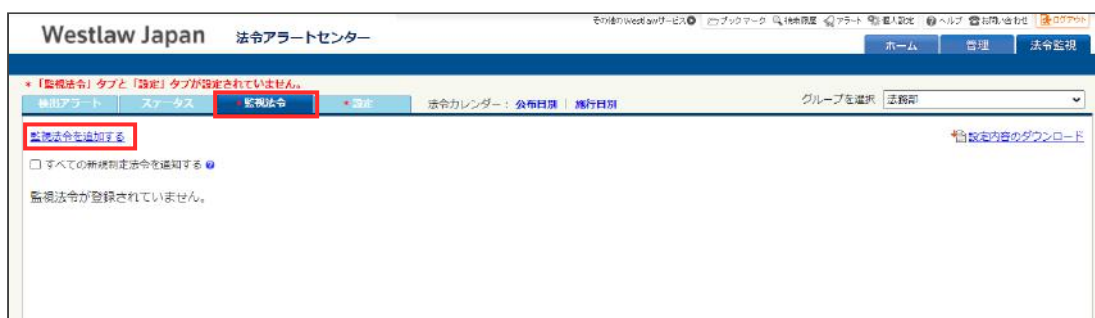 その他のWestlawサービス ブックマーク 検索履歴 アラート 個人設定 ヘルプ お問い合わせ ログアウト
Westlaw Japan 法令アラートセンター
ホーム 管理 法令監視
*「監視法令」タブと「設定」タブが設定されていません。
検出アラート ステータス *監視法令 *設定 法令カレンダー: 公布日別 | 施行日別 グループを選択 法務部
監視法令を追加する 設定内容のダウンロード
すべての新規制定法令を通知する
監視法令が登録されていません。